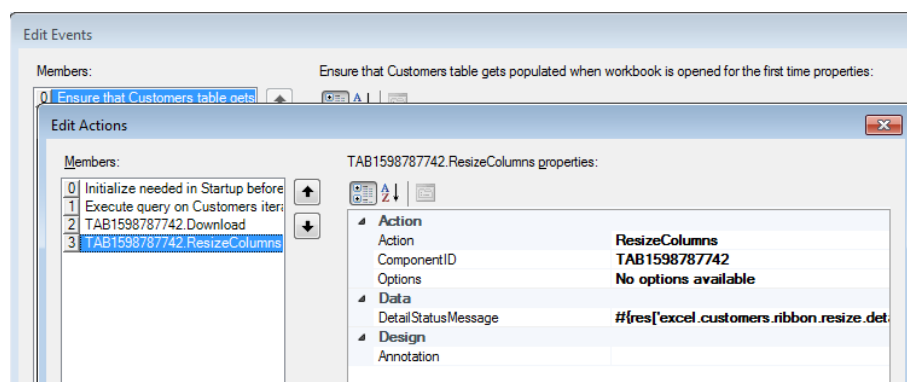 Edit Events
Members:
Ensure that Customers table gets populated when workbook is opened for the first time properties:
0 Ensure that Customers table gets
Edit Actions
Members:
TAB1598787742.ResizeColumns properties:
0 Initialize needed in Startup before
1 Execute query on Customers itera
2 TAB1598787742.Download
3 TAB1598787742.ResizeColumns
Action
Action ResizeColumns
ComponentID TAB1598787742
Options No options available
Data
DetailStatusMessage #{res['excel.customers.ribbon.resize.deta
Design
Annotation